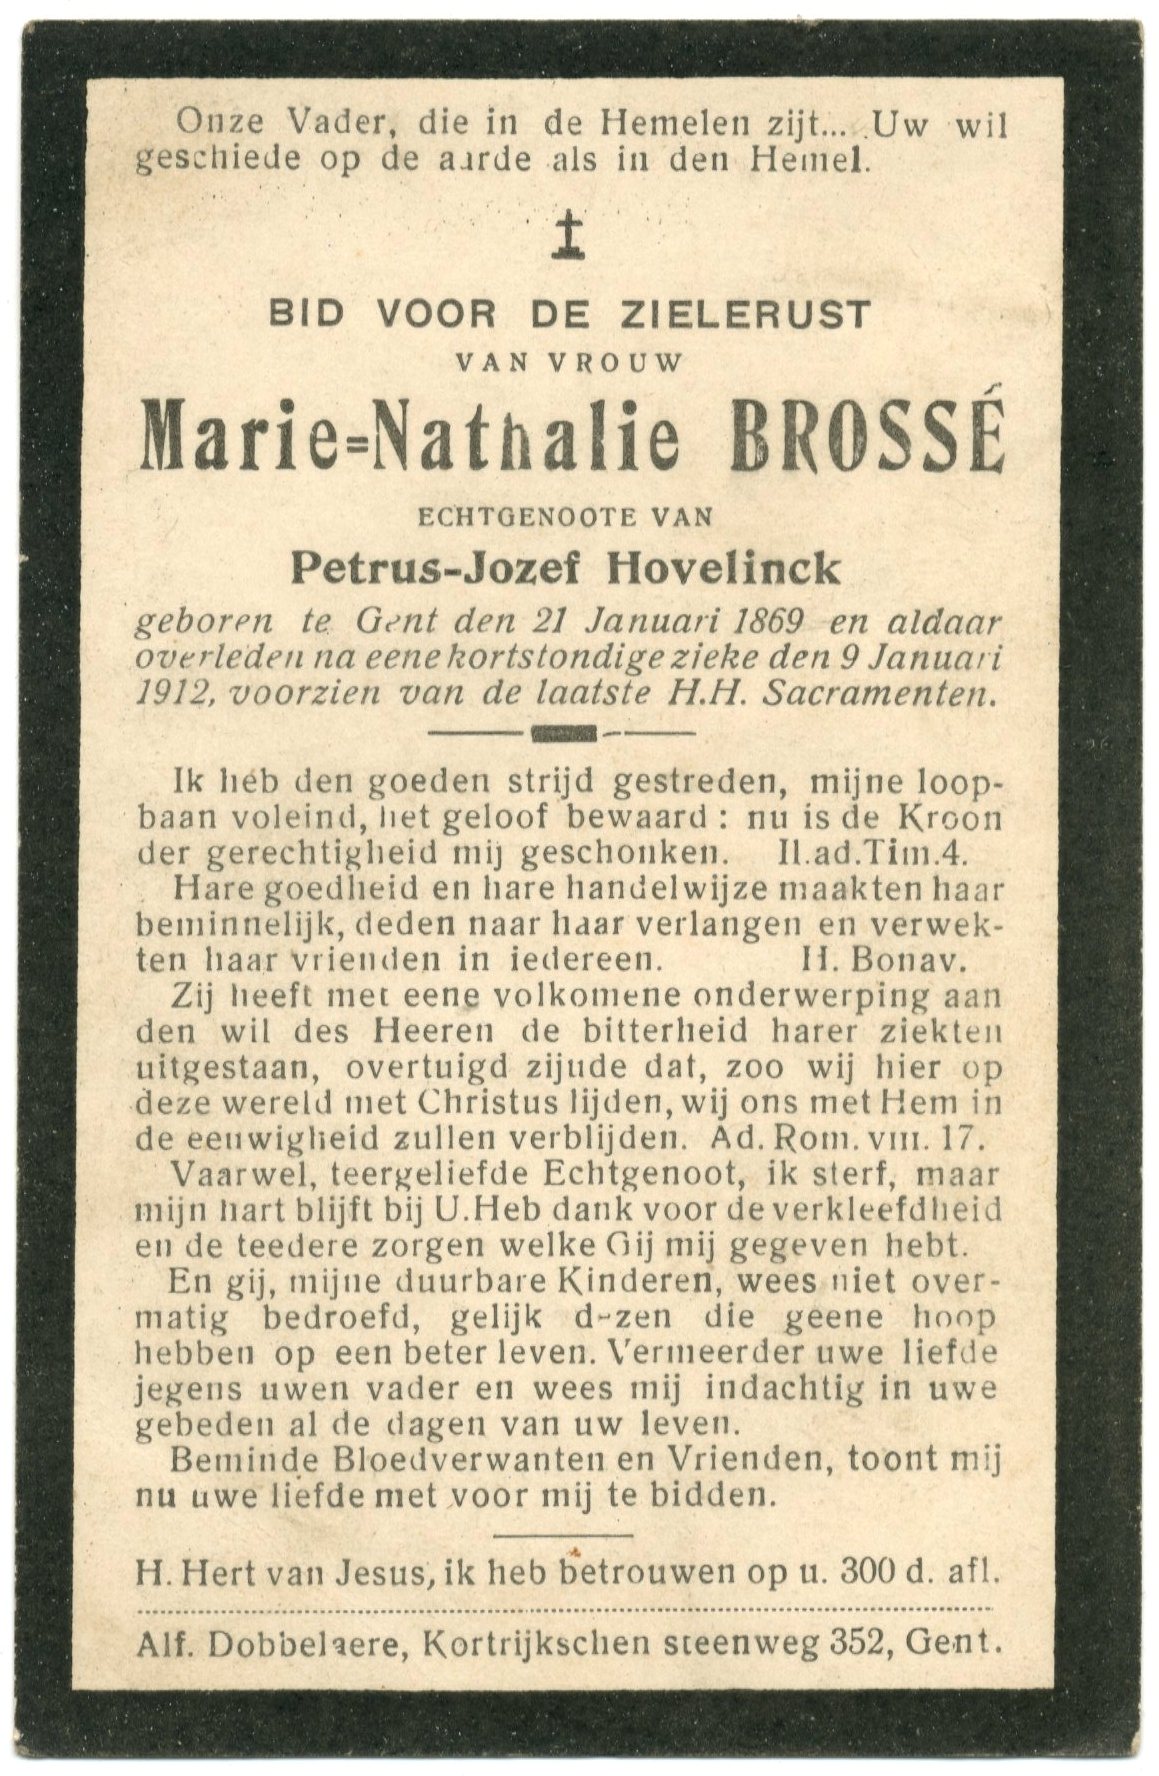 Onze Vader, die in de Hemelen zijt... Uw wil
geschiede op de aarde als in den Hemel.
BID VOOR DE ZIELERUST
VAN VROUW
Marie=Nathalie BROSSÉ
ECHTGENOOTE VAN
Petrus-Jozef Hovelinck
geboren te Gent den 21 Januari 1869 en aldaar
overleden na eene kortstondige zieke den 9 Januari
1912, voorzien van de laatste H.H. Sacramenten.
Ik heb den goeden strijd gestreden, mijne loop-
baan voleind, het geloof bewaard : nu is de Kroon
der gerechtigheid mij geschonken. II.ad.Tim.4.
Hare goedheid en hare handelwijze maakten haar
beminnelijk, deden naar haar verlangen en verwek-
ten haar vrienden in iedereen. H. Bonav.
Zij heeft met eene volkomene onderwerping aan
den wil des Heeren de bitterheid harer ziekten
uitgestaan, overtuigd zijnde dat, zoo wij hier op
deze wereld met Christus lijden, wij ons met Hem in
de eeuwigheid zullen verblijden. Ad. Rom. VIII. 17.
Vaarwel, teergeliefde Echtgenoot, ik sterf, maar
mijn hart blijft bij U. Heb dank voor de verkleefdheid
en de teedere zorgen welke Gij mij gegeven hebt.
En gij, mijne duurbare Kinderen, wees niet over-
matig bedroefd, gelijk dezen die geene hoop
hebben op een beter leven. Vermeerder uwe liefde
jegens uwen vader en wees mij indachtig in uwe
gebeden al de dagen van uw leven.
Beminde Bloedverwanten en Vrienden, toont mij
nu uwe liefde met voor mij te bidden.
H. Hert van Jesus, ik heb betrouwen op u. 300 d. afl.
Alf. Dobbelaere, Kortrijkschen steenweg 352, Gent.